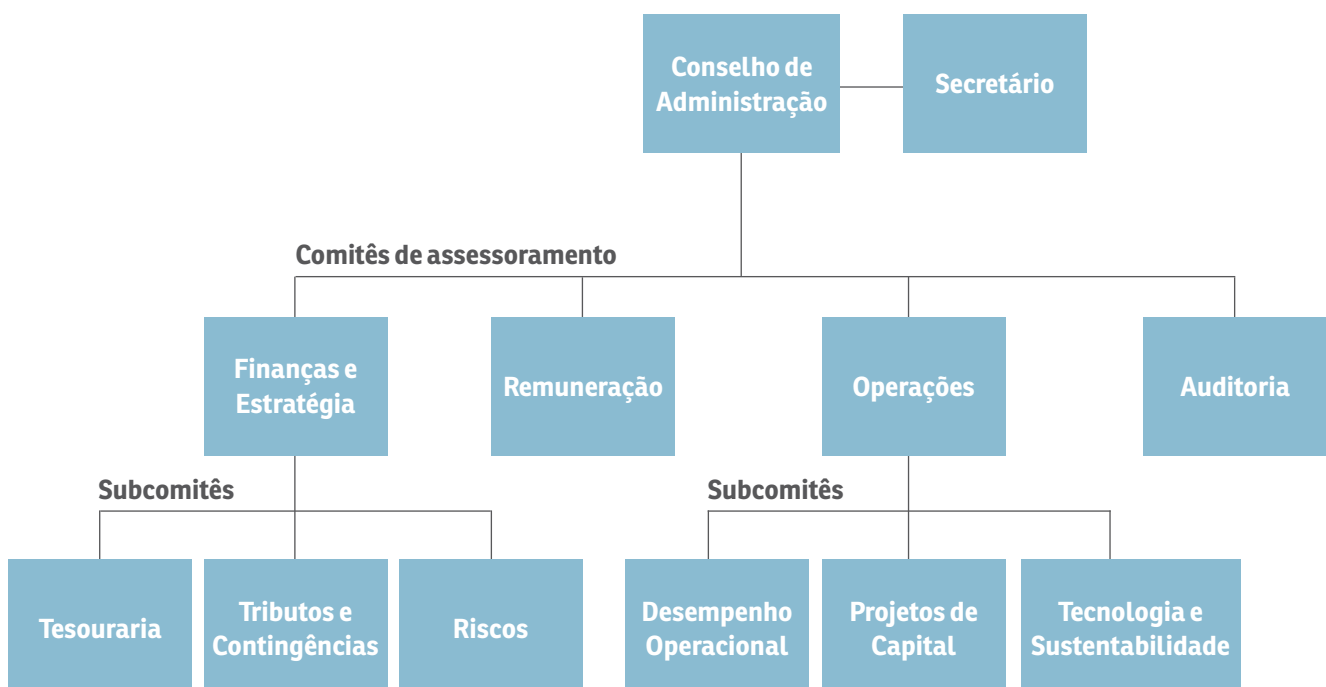 Conselho de
Administração
Secretário
Comitês de assessoramento
Finanças e
Estratégia
Remuneração
Operações
Auditoria
Subcomitês
Subcomitês
Tesouraria
Tributos e
Contingências
Riscos
Desempenho
Operacional
Projetos de
Capital
Tecnologia e
Sustentabilidade